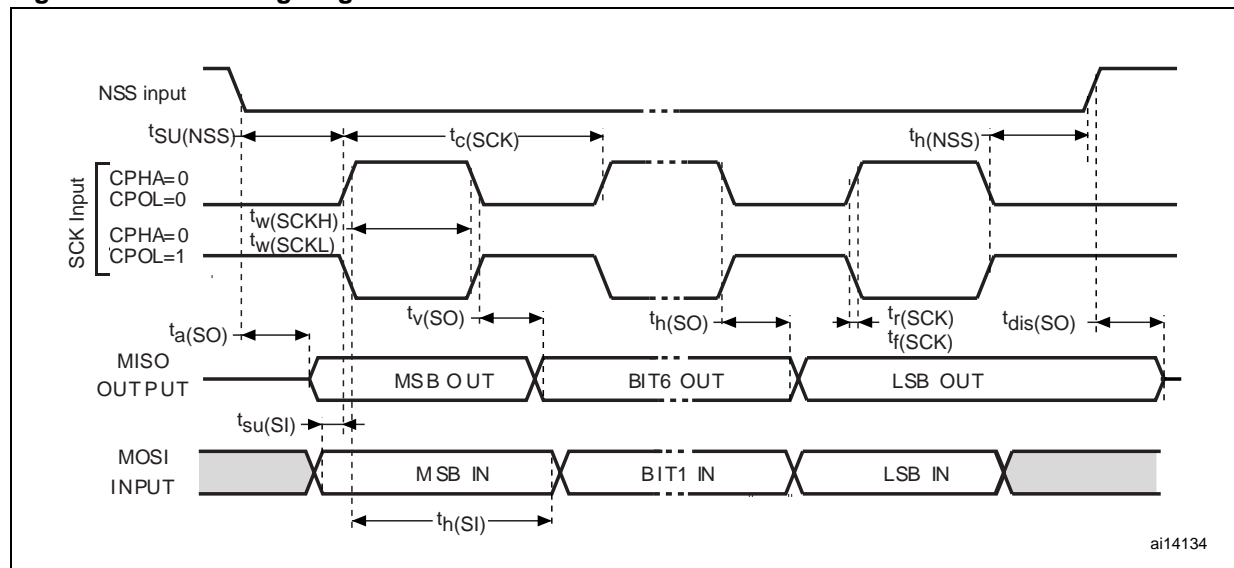 NSS input
tSU(NSS)
tc(SCK)
th(NSS)
SCK Input
CPHA=0
CPOL=0
tw(SCKH)
CPHA=0
tw(SCKL)
CPOL=1
tv(SO)
ta(SO)
th(SO)
tr(SCK)
tf(SCK)
tdis(SO)
MISO
OUTPUT
MSB OUT
BIT6 OUT
LSB OUT
tsu(SI)
MOSI
INPUT
MSB IN
BIT1 IN
LSB IN
th(SI)
ai14134